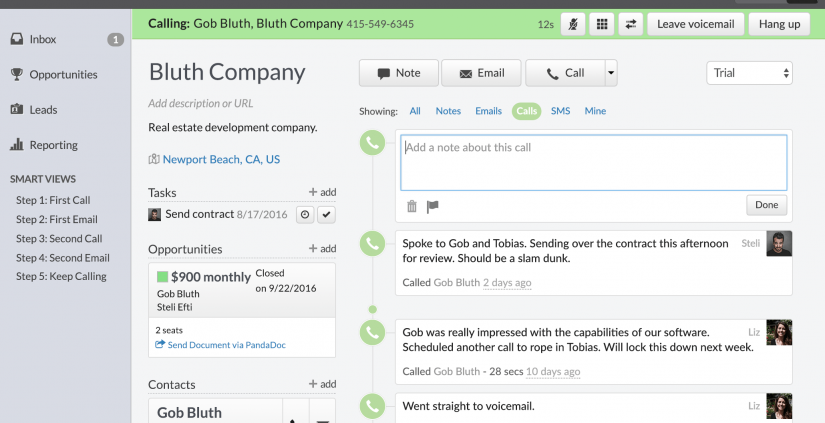 Calling: Gob Bluth, Bluth Company 415-549-6345
12s
Leave voicemail
Hang up
Inbox
1
Opportunities
Leads
Reporting
SMART VIEWS
Step 1: First Call
Step 2: First Email
Step 3: Second Call
Step 4: Second Email
Step 5: Keep Calling
Bluth Company
Add description or URL
Real estate development company.
Newport Beach, CA, US
Tasks
+ add
Send contract 8/17/2016
Opportunities
+ add
$900 monthly
Closed
on 9/22/2016
Gob Bluth
Steli Efti
2 seats
Send Document via PandaDoc
Contacts
+ add
Gob Bluth
Note
Email
Call
Trial
Showing: All Notes Emails Calls SMS Mine
Add a note about this call
Done
Spoke to Gob and Tobias. Sending over the contract this afternoon
for review. Should be a slam dunk.
Steli
Called Gob Bluth 2 days ago
Gob was really impressed with the capabilities of our software.
Scheduled another call to rope in Tobias. Will lock this down next week.
Liz
Called Gob Bluth - 28 secs 10 days ago
Went straight to voicemail.
Liz